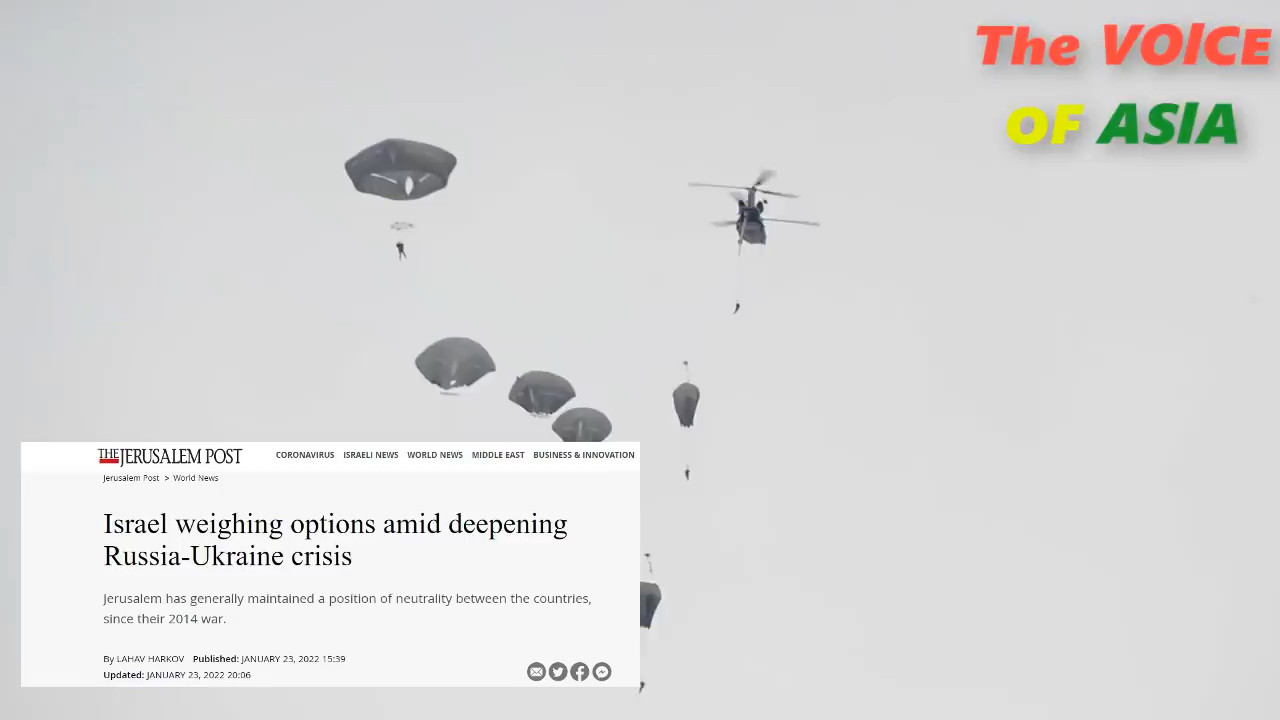 The VOICE
OF ASIA
THE JERUSALEM POST
CORONAVIRUS ISRAELI NEWS WORLD NEWS MIDDLE EAST BUSINESS & INNOVATION
Jerusalem Post > World News
Israel weighing options amid deepening
Russia-Ukraine crisis
Jerusalem has generally maintained a position of neutrality between the countries,
since their 2014 war.
By LAHAV HARKOV Published: JANUARY 23, 2022 15:39
Updated: JANUARY 23, 2022 20:06